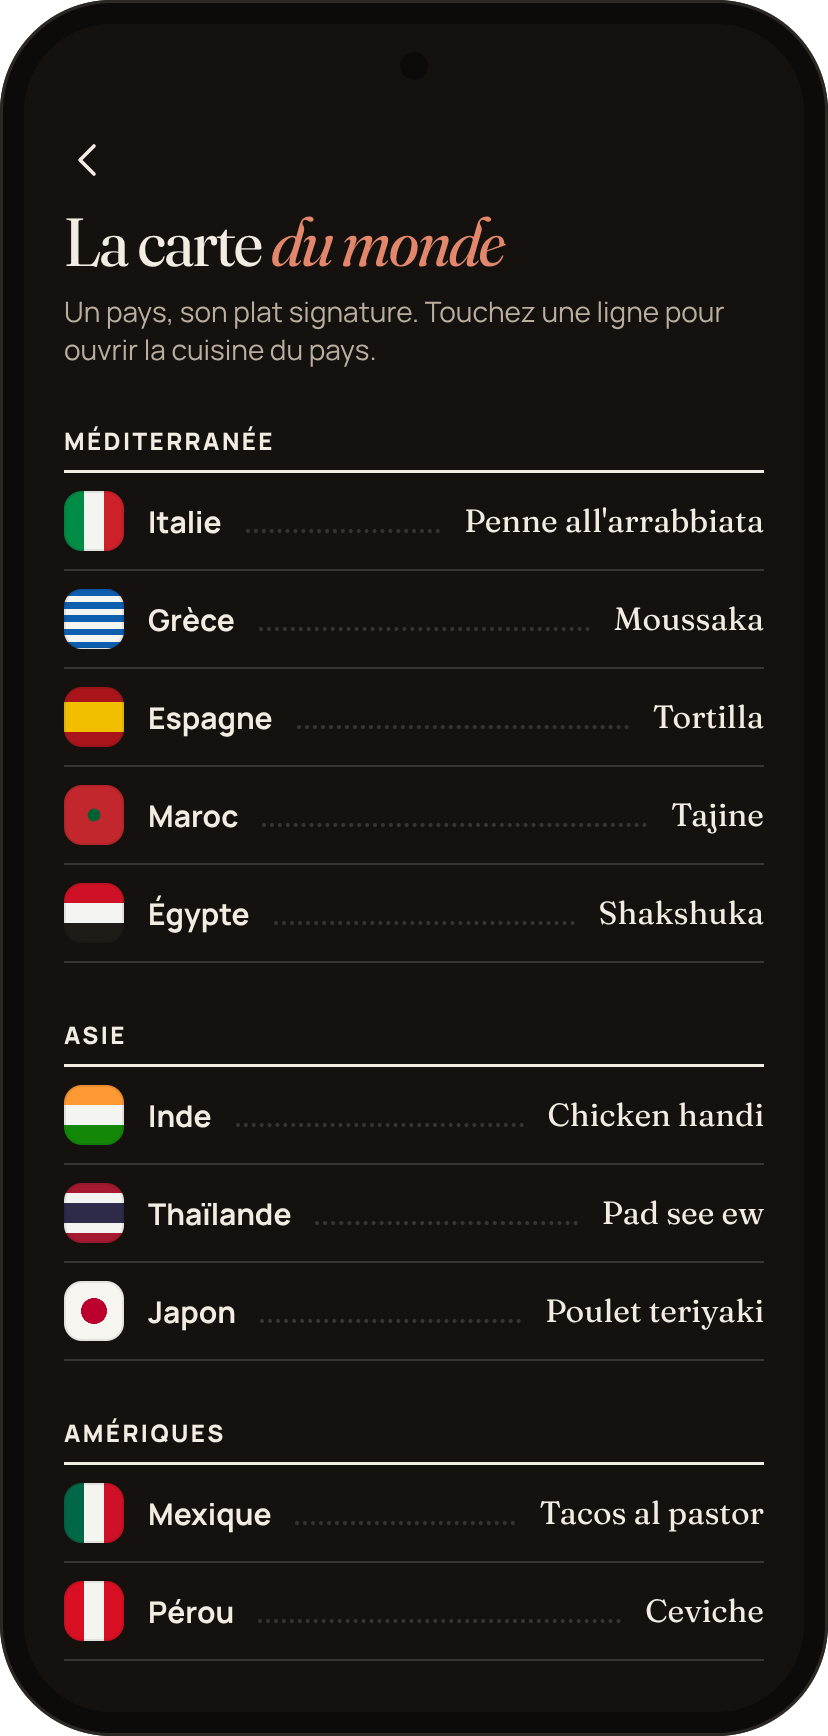 La carte du monde
Un pays, son plat signature. Touchez une ligne pour
ouvrir la cuisine du pays.
MÉDITERRANÉE
Italie Penne all'arrabbiata
Grèce Moussaka
Espagne Tortilla
Maroc Tajine
Égypte Shakshuka
ASIE
Inde Chicken handi
Thaïlande Pad see ew
Japon Poulet teriyaki
AMÉRIQUES
Mexique Tacos al pastor
Pérou Ceviche